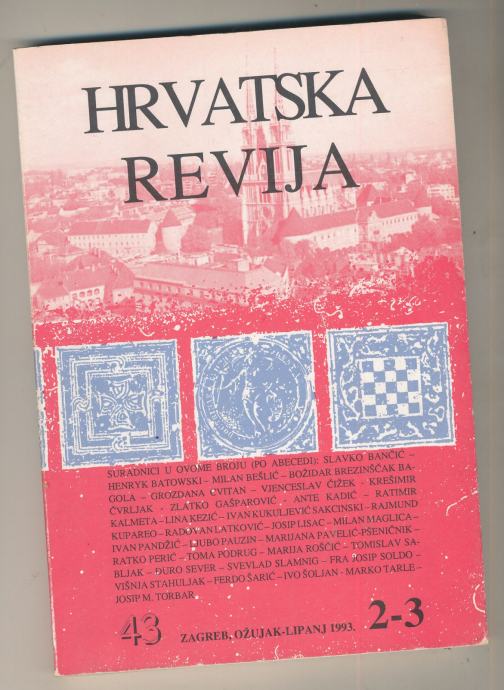 HRVATSKA
REVIJA
SURADNICI U OVOME BROJU (PO ABECEDI): SLAVKO BANČIĆ –
HENRYK BATOWSKI – MILAN BEŠLIĆ – BOŽIDAR BREZINŠČAK BA-
GOLA – GROZDANA CVITAN – VJENCESLAV ČIŽEK – KREŠIMIR
ČVRLJAK - ZLATKO GAŠPAROVIĆ - ANTE KADIĆ – RATIMIR
KALMETA – LINA KEZIĆ – IVAN KUKULJEVIĆ SAKCINSKI – RAJMUND
KUPAREO – RADOVAN LATKOVIĆ – JOSIP LISAC – MILAN MAGLICA –
IVAN PANDŽIĆ – LJUBO PAUZIN – MARIJANA PAVELIĆ-PŠENIČNIK –
RATKO PERIĆ – TOMA PODRUG – MARIJA ROŠČIĆ – TOMISLAV SA-
BLJAK – ĐURO SEVER – SVEVLAD SLAMNIG – FRA JOSIP SOLDO –
VIŠNJA STAHULJAK – FERDO ŠARIĆ – IVO ŠOLJAN - MARKO TARLE –
JOSIP M. TORBAR
43 ZAGREB, OŽUJAK-LIPANJ 1993. 2-3